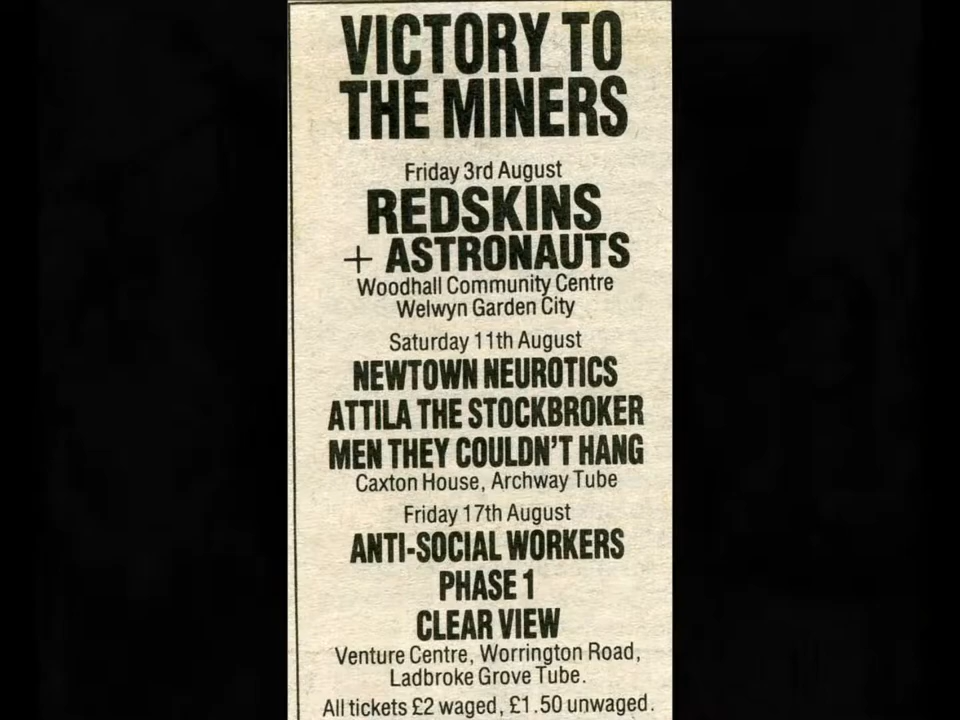 VICTORY TO
THE MINERS
Friday 3rd August
REDSKINS
+ ASTRONAUTS
Woodhall Community Centre
Welwyn Garden City
Saturday 11th August
NEWTOWN NEUROTICS
ATTILA THE STOCKBROKER
MEN THEY COULDN'T HANG
Caxton House, Archway Tube
Friday 17th August
ANTI-SOCIAL WORKERS
PHASE 1
CLEAR VIEW
Venture Centre, Worrington Road,
Ladbroke Grove Tube.
All tickets £2 waged, £1.50 unwaged.